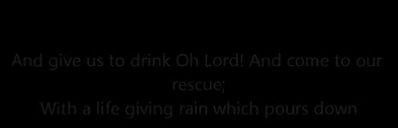 And give us to drink Oh Lord! And come to our
rescue;
With a life giving rain which pours down